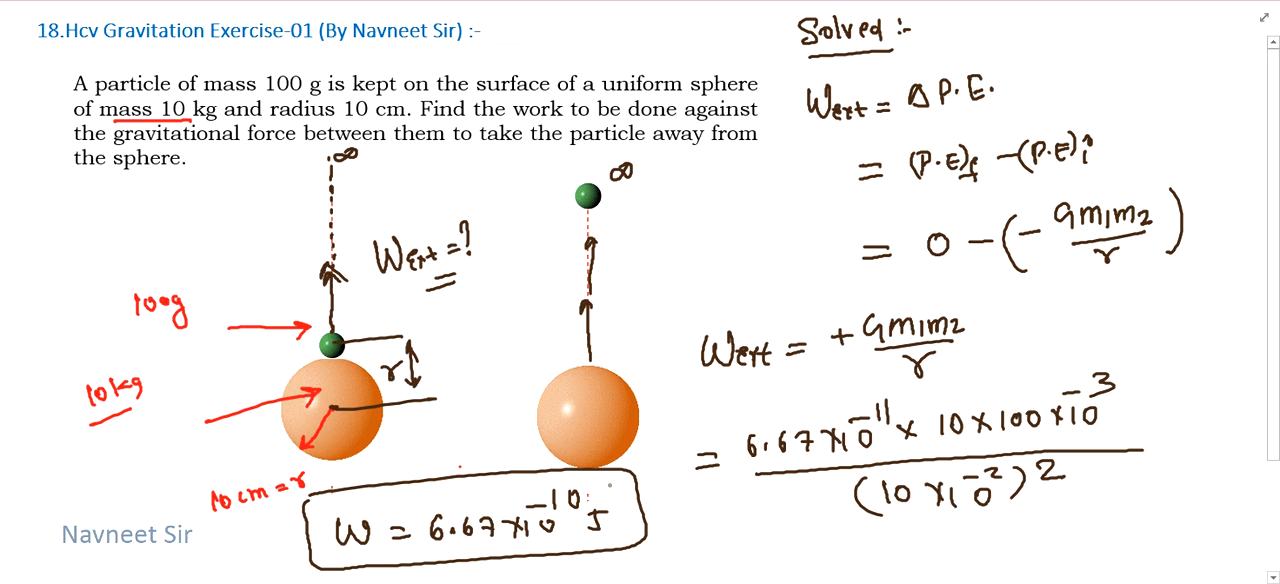 18.Hcv Gravitation Exercise-01 (By Navneet Sir) :-
A particle of mass 100 g is kept on the surface of a uniform sphere
of mass 10 kg and radius 10 cm. Find the work to be done against
the gravitational force between them to take the particle away from
the sphere.
∞
Wext = ?
100g
10kg
r
10 cm = r
∞
Solved :-
Wext = Δ P.E.
= (P.E)f - (P.E)i
= 0 - (- Gm1m2 / r)
Wext = + Gm1m2 / r
= 6.67×10^-11 × 10×100×10^-3 / (10×10^-2)^2
W = 6.67×10^-10 J
Navneet Sir